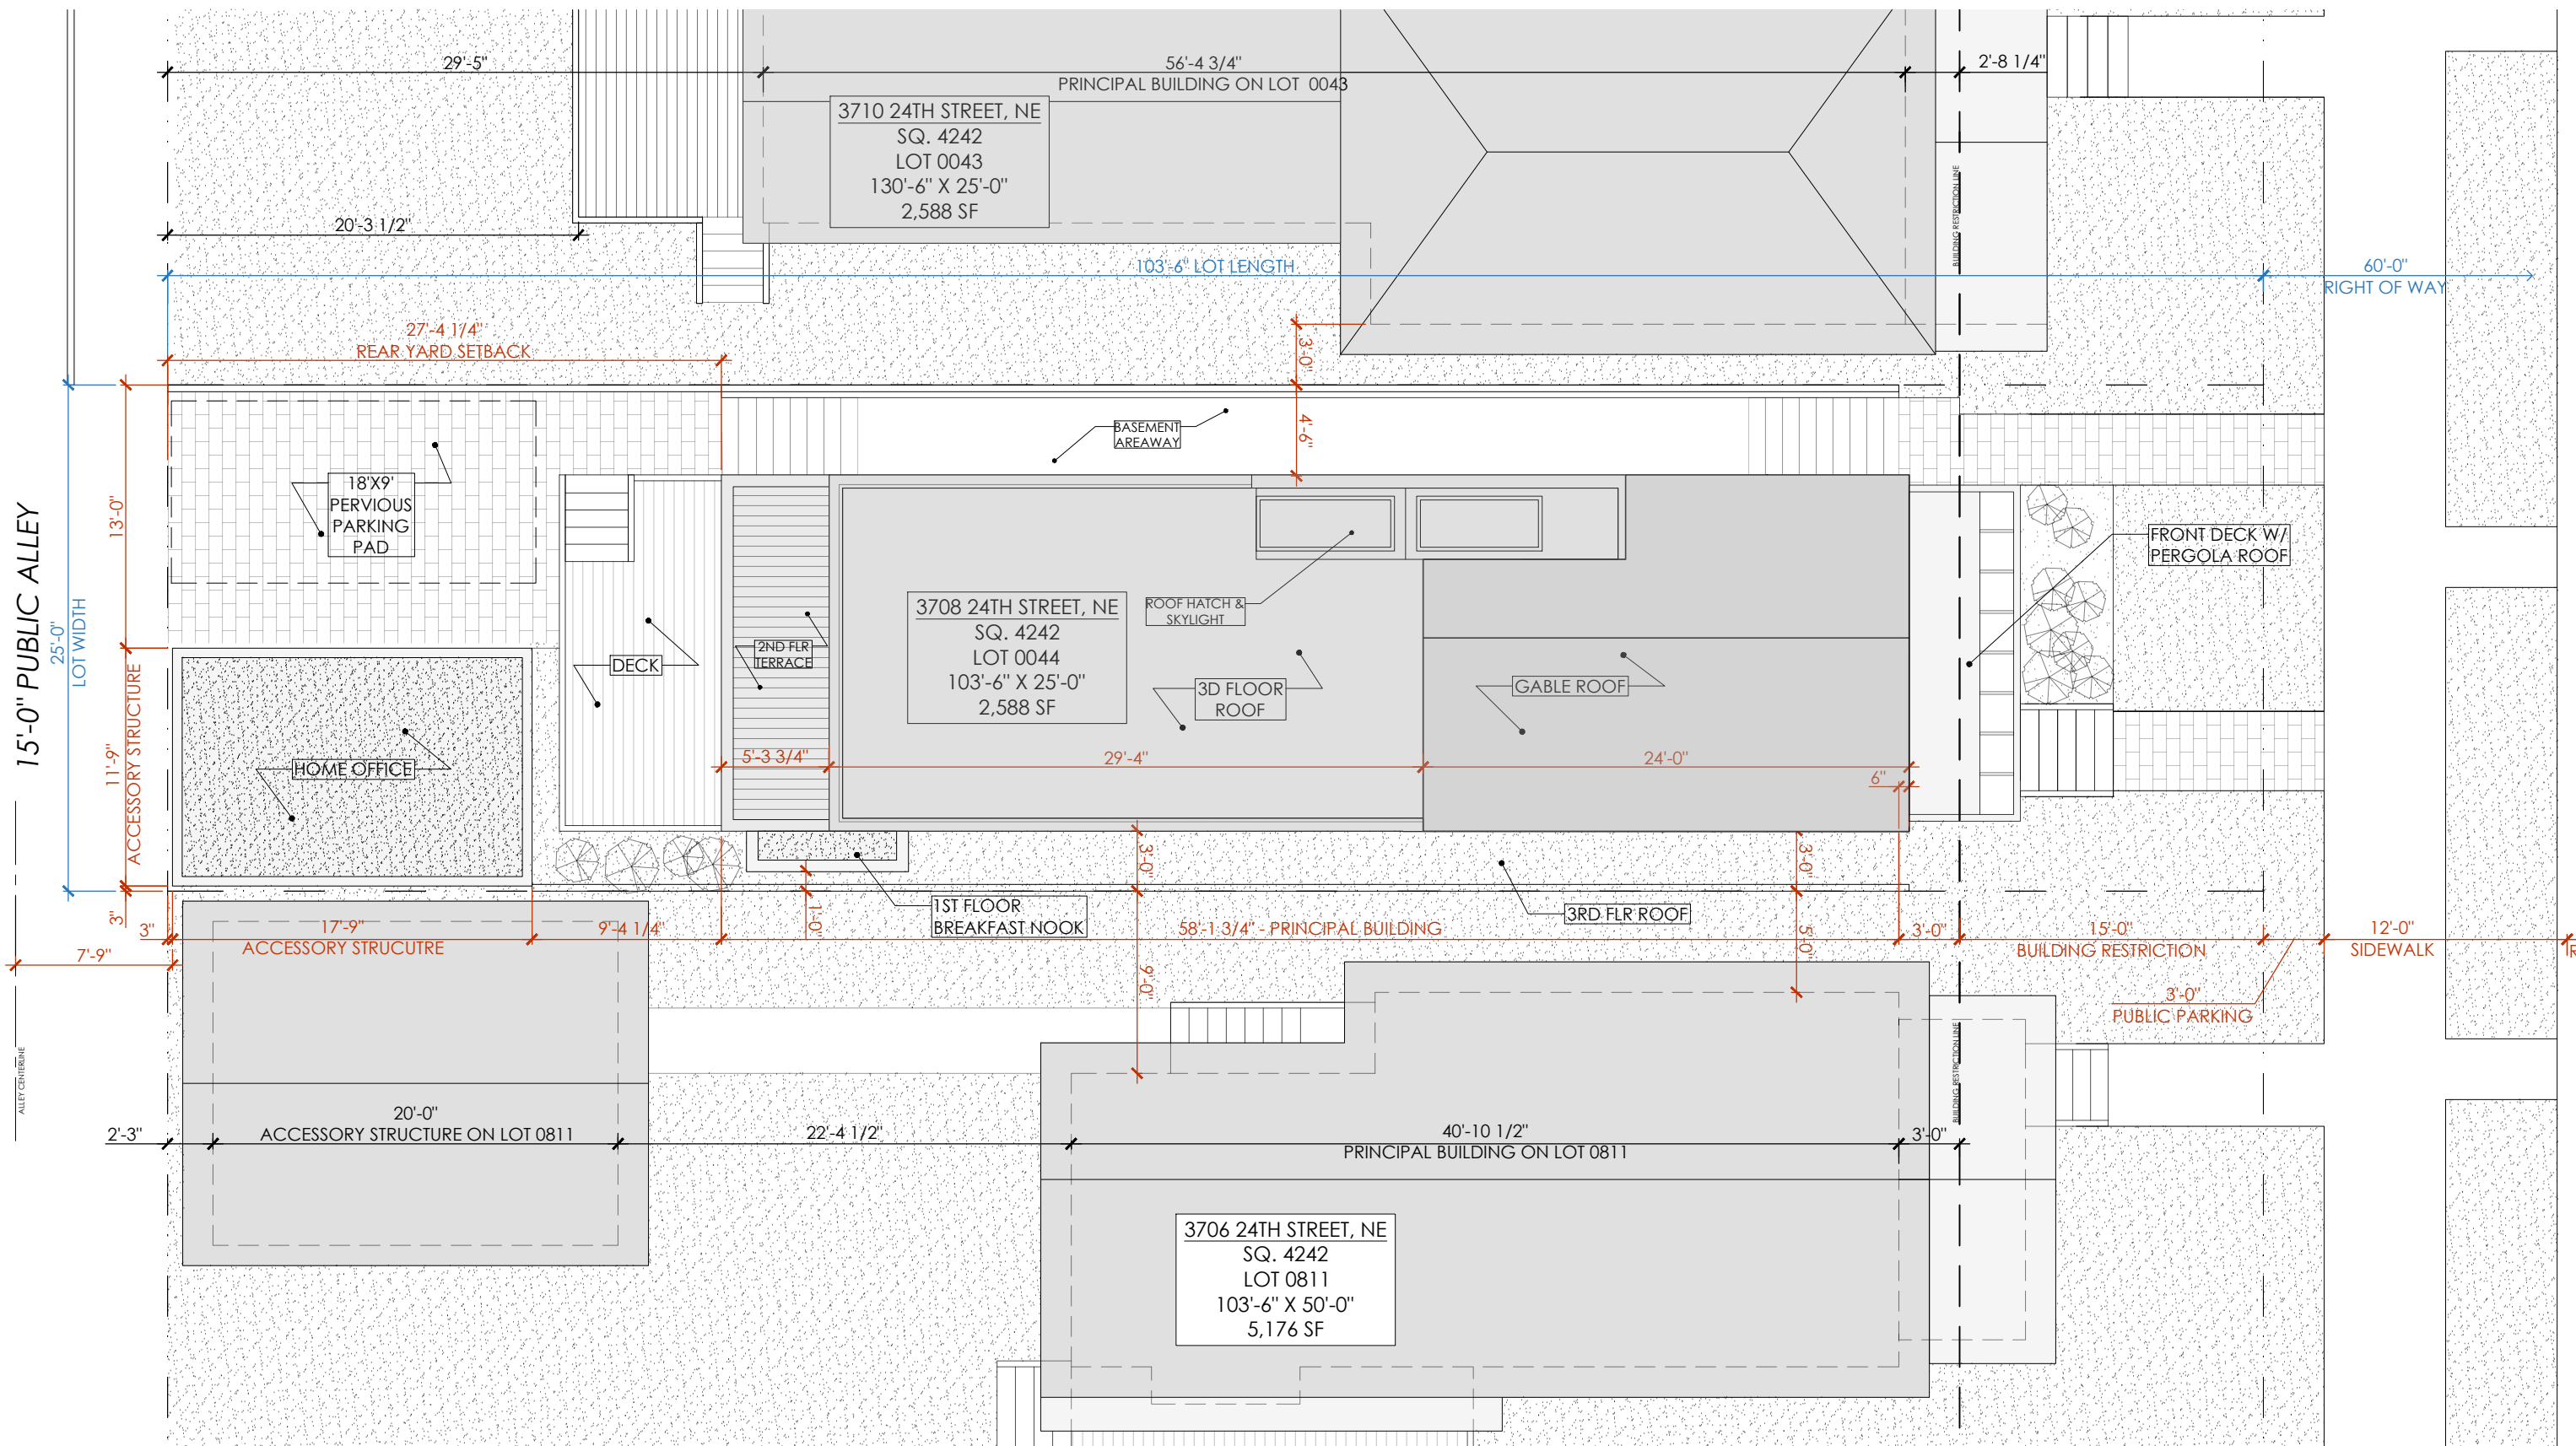 29'-5"
56'-4 3/4"
PRINCIPAL BUILDING ON LOT 0043
2'-8 1/4"
3710 24TH STREET, NE
SQ. 4242
LOT 0043
130'-6" X 25'-0"
2,588 SF
BUILDING RESTRICTION LINE
20'-3 1/2"
103'-6" LOT LENGTH
60'-0"
RIGHT OF WAY
27'-4 1/4"
REAR YARD SETBACK
3'-0"
4'-6"
BASEMENT
AREAWAY
15'-0" PUBLIC ALLEY
25'-0"
LOT WIDTH
13'-0"
18'X9'
PERVIOUS
PARKING
PAD
FRONT DECK W/
PERGOLA ROOF
3708 24TH STREET, NE
SQ. 4242
LOT 0044
103'-6" X 25'-0"
2,588 SF
ROOF HATCH &
SKYLIGHT
DECK
2ND FLR
TERRACE
3D FLOOR
ROOF
GABLE ROOF
11'-9"
ACCESSORY STRUCTURE
HOME OFFICE
5'-3 3/4"
29'-4"
24'-0"
6"
3'-0"
3'-0"
1ST FLOOR
BREAKFAST NOOK
3RD FLR ROOF
3"
3"
17'-9"
ACCESSORY STRUCUTRE
9'-4 1/4"
1'-0"
58'-1 3/4" - PRINCIPAL BUILDING
5'-0"
3'-0"
15'-0"
BUILDING RESTRICTION
12'-0"
SIDEWALK
7'-9"
9'-0"
3'-0"
PUBLIC PARKING
ALLEY CENTERLINE
BUILDING RESTRICTION LINE
2'-3"
20'-0"
ACCESSORY STRUCTURE ON LOT 0811
22'-4 1/2"
40'-10 1/2"
PRINCIPAL BUILDING ON LOT 0811
3'-0"
3706 24TH STREET, NE
SQ. 4242
LOT 0811
103'-6" X 50'-0"
5,176 SF